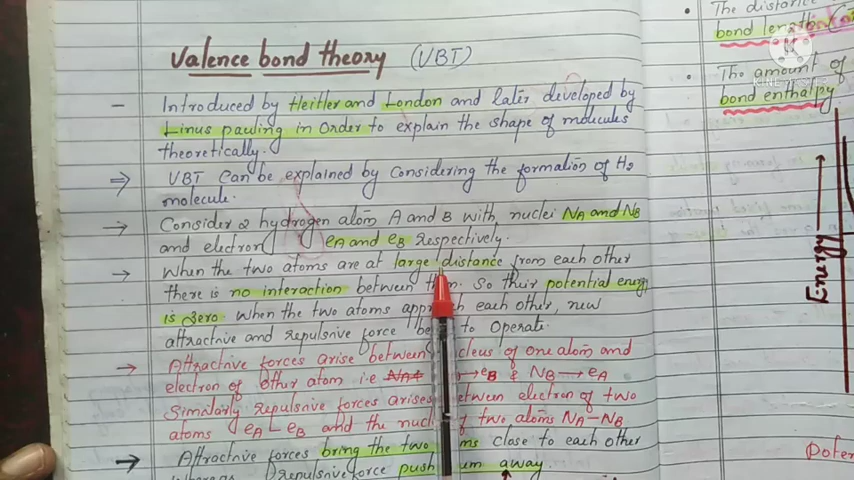 Valence bond theory (VBT)
- Introduced by Heitler and London and later developed by
Linus pauling in Order to explain the shape of molecules
theoretically.
⇒ VBT Can be explained by Considering the formation of H2
molecule.
→ Consider 2 hydrogen atom A and B with nuclei NA and NB
and electron eA and eB Respectively.
→ When the two atoms are at large distance from each other
there is no interaction between them. So their potential energy
is zero. When the two atoms approach each other, new
attractive and repulsive force to Operate.
→ Attractive forces arise between nucleus of one atom and
electron of Other atom i.e → eB & NB → eA
Similarly repulsive forces arises between electron of two
atoms eA - eB and the of two atoms NA - NB
→ Attractive forces bring the two close to each other
repulsive force push away.
• The distance
bond length
• The amount of
bond enthalpy
Energy →